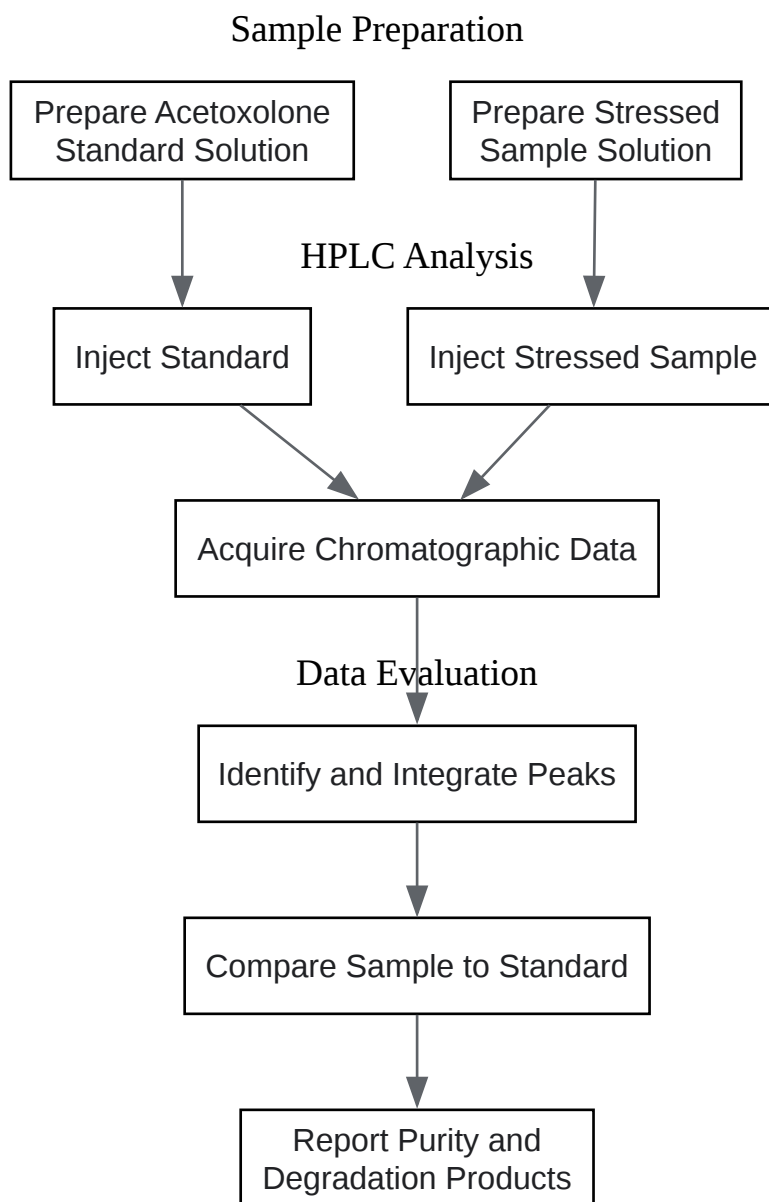 Sample Preparation
Prepare Acetoxolone
Standard Solution
Prepare Stressed
Sample Solution
HPLC Analysis
Inject Standard
Inject Stressed Sample
Acquire Chromatographic Data
Data Evaluation
Identify and Integrate Peaks
Compare Sample to Standard
Report Purity and
Degradation Products